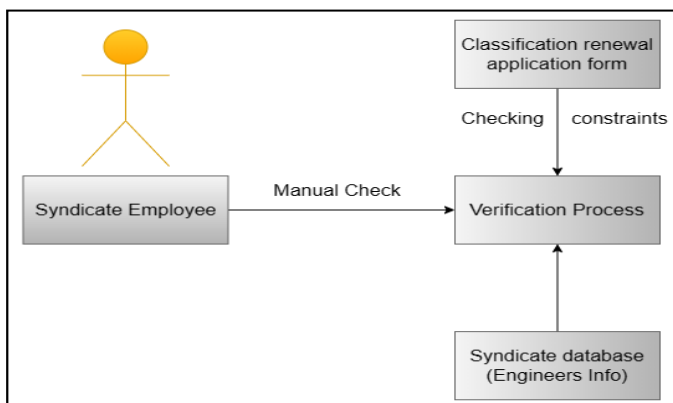 Classification renewal
application form
Checking constraints
Manual Check
Syndicate Employee
Verification Process
Syndicate database
(Engineers Info)